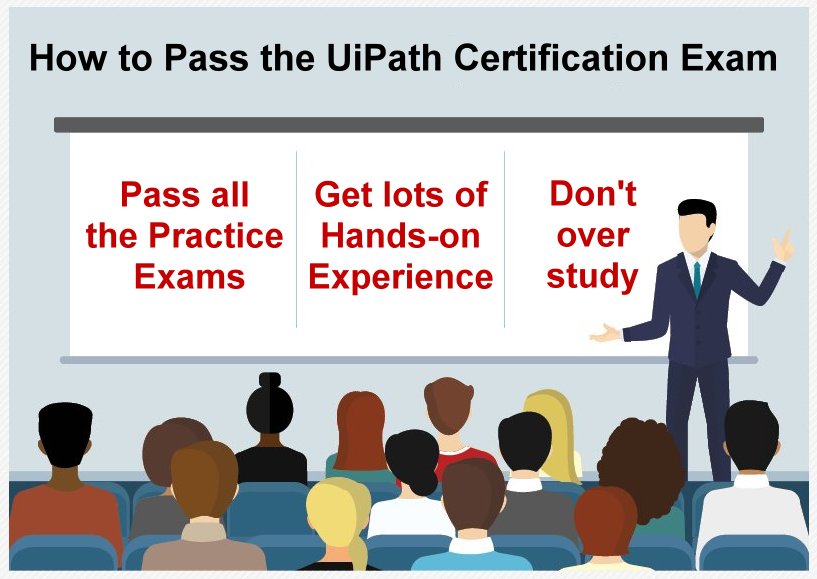 How to Pass the UiPath Certification Exam
Pass all
the Practice
Exams
Get lots of
Hands-on
Experience
Don't
over
study